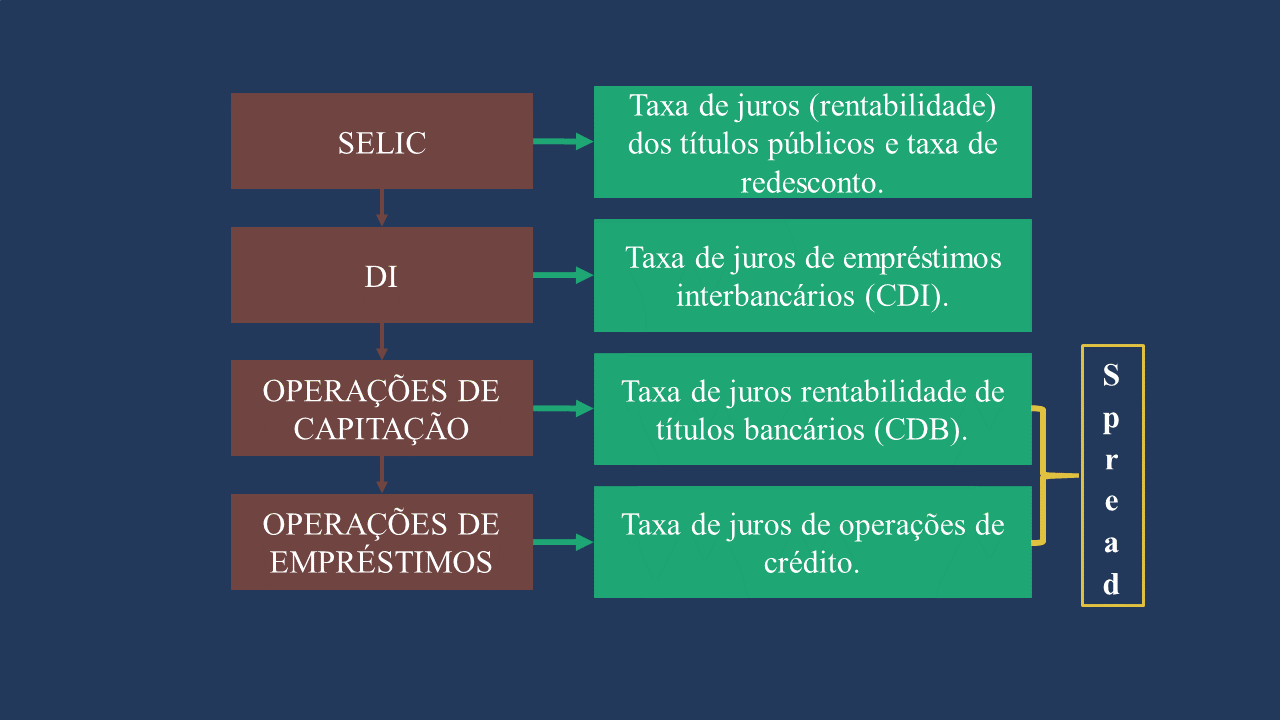 SELIC
Taxa de juros (rentabilidade)
dos títulos públicos e taxa de
redesconto.
DI
Taxa de juros de empréstimos
interbancários (CDI).
OPERAÇÕES DE
CAPITAÇÃO
Taxa de juros rentabilidade de
títulos bancários (CDB).
OPERAÇÕES DE
EMPRÉSTIMOS
Taxa de juros de operações de
crédito.
S
p
r
e
a
d